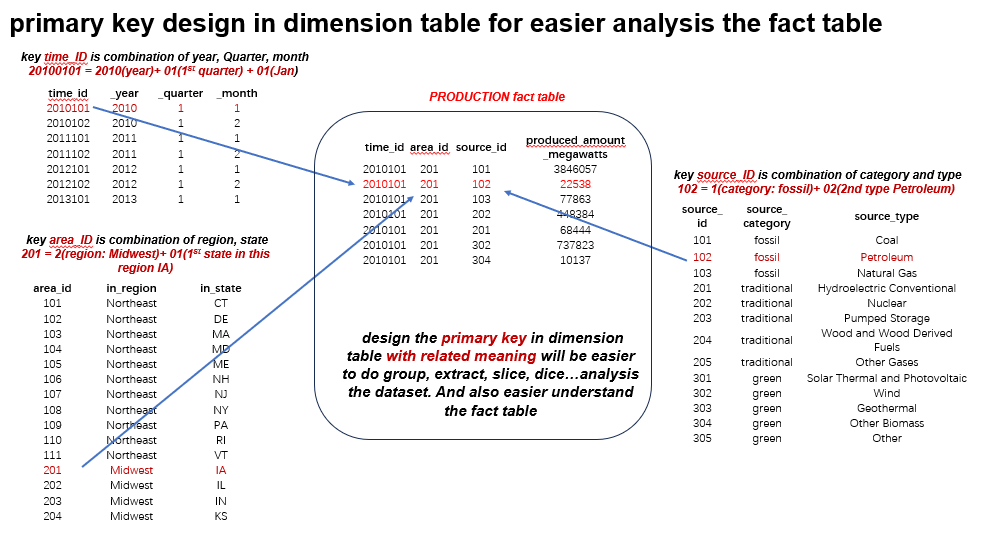 primary key design in dimension table for easier analysis the fact table
key time_ID is combination of year, Quarter, month
20100101 = 2010(year)+ 01(1st quarter) + 01(Jan)
time_id _year _quarter _month
2010101 2010 1 1
2010102 2010 1 2
2011101 2011 1 1
2011102 2011 1 2
2012101 2012 1 1
2012102 2012 1 2
2013101 2013 1 1
key area_ID is combination of region, state
201 = 2(region: Midwest)+ 01(1st state in this
region IA)
area_id in_region in_state
101 Northeast CT
102 Northeast DE
103 Northeast MA
104 Northeast MD
105 Northeast ME
106 Northeast NH
107 Northeast NJ
108 Northeast NY
109 Northeast PA
110 Northeast RI
111 Northeast VT
201 Midwest IA
202 Midwest IL
203 Midwest IN
204 Midwest KS
PRODUCTION fact table
time_id area_id source_id produced_amount
_megawatts
2010101 201 101 3846057
2010101 201 102 22538
2010101 201 103 77863
2010101 201 202 448384
2010101 201 201 68444
2010101 201 302 737823
2010101 201 304 10137
design the primary key in dimension
table with related meaning will be easier
to do group, extract, slice, dice…analysis
the dataset. And also easier understand
the fact table
key source_ID is combination of category and type
102 = 1(category: fossil)+ 02(2nd type Petroleum)
source_ source_ source_type
id category
101 fossil Coal
102 fossil Petroleum
103 fossil Natural Gas
201 traditional Hydroelectric Conventional
202 traditional Nuclear
203 traditional Pumped Storage
204 traditional Wood and Wood Derived
Fuels
205 traditional Other Gases
301 green Solar Thermal and Photovoltaic
302 green Wind
303 green Geothermal
304 green Other Biomass
305 green Other